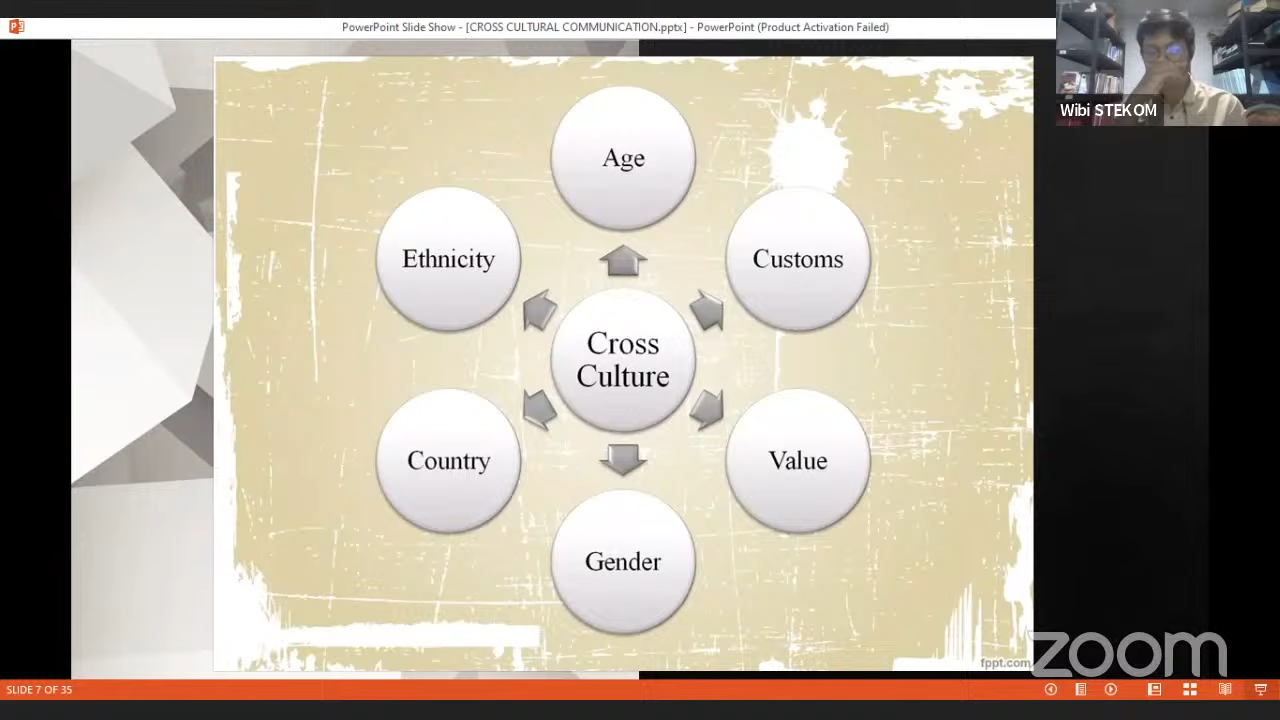 PowerPoint Slide Show - [CROSS CULTURAL COMMUNICATION.pptx] - PowerPoint (Product Activation Failed)
Wibi STEKOM
Age
Ethnicity
Customs
Cross
Culture
Country
Value
Gender
fppt.com
zoom
SLIDE 7 OF 35